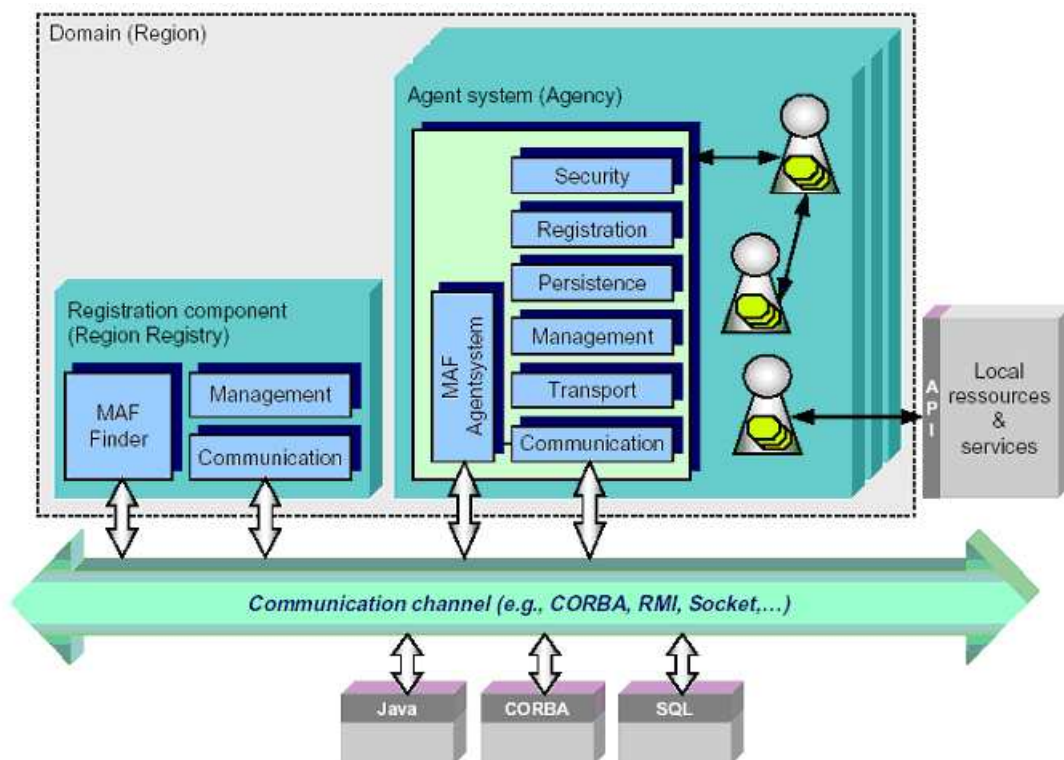 Domain (Region)
Agent system (Agency)
Security
Registration
Persistence
Management
Transport
Communication
MAF
Agentsystem
Registration component
(Region Registry)
MAF
Finder
Management
Communication
API
Local
ressources
&
services
Communication channel (e.g., CORBA, RMI, Socket,...)
Java
CORBA
SQL